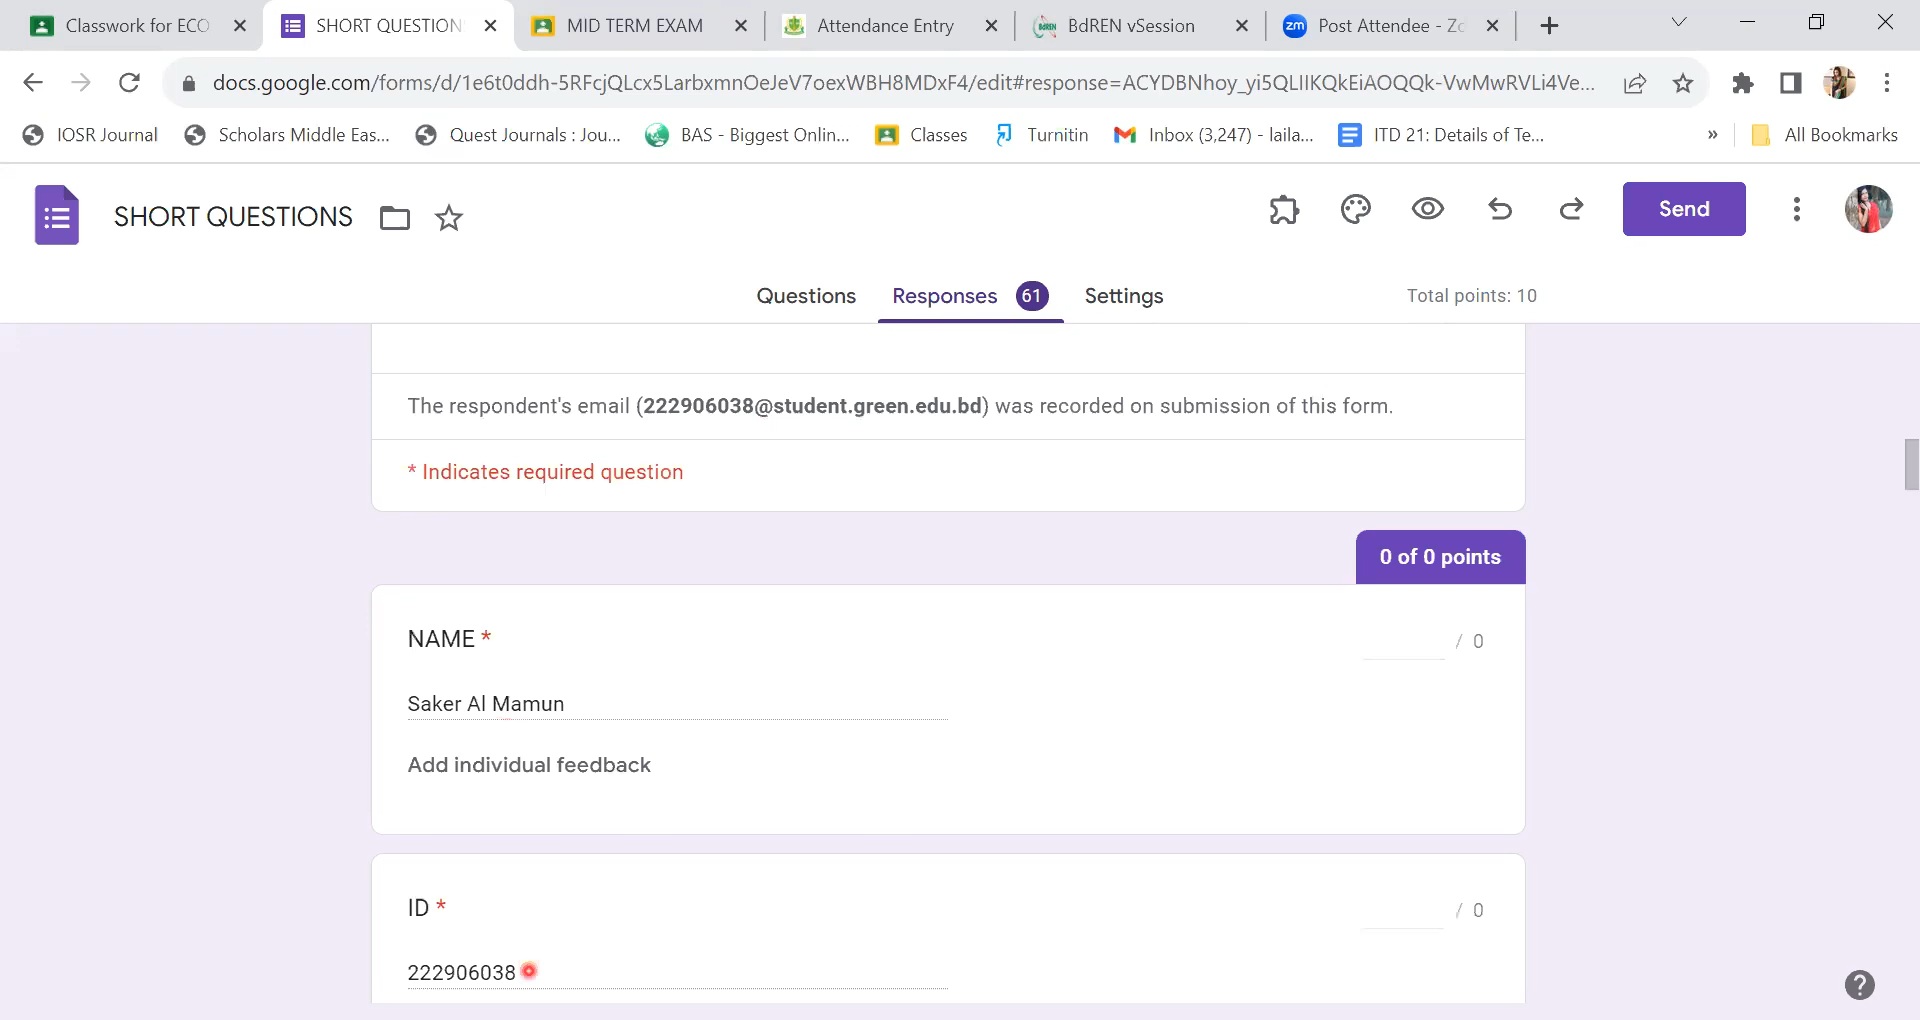 Classwork for ECO
SHORT QUESTION
MID TERM EXAM
Attendance Entry
BdREN vSession
zm
Post Attendee - Zo
docs.google.com/forms/d/1e6t0ddh-5RFcjQLcx5LarbxmnOeJeV7oexWBH8MDxF4/edit#response=ACYDBNhoy_yi5QLIIKQkEiAOQQk-VwMwRVLi4Ve...
IOSR Journal
Scholars Middle Eas...
Quest Journals : Jou...
BAS - Biggest Onlin...
Classes
Turnitin
Inbox (3,247) - laila...
ITD 21: Details of Te...
»
All Bookmarks
SHORT QUESTIONS
Send
Questions
Responses 61
Settings
Total points: 10
The respondent's email (222906038@student.green.edu.bd) was recorded on submission of this form.
* Indicates required question
0 of 0 points
NAME *
/ 0
Saker Al Mamun
Add individual feedback
ID *
/ 0
222906038